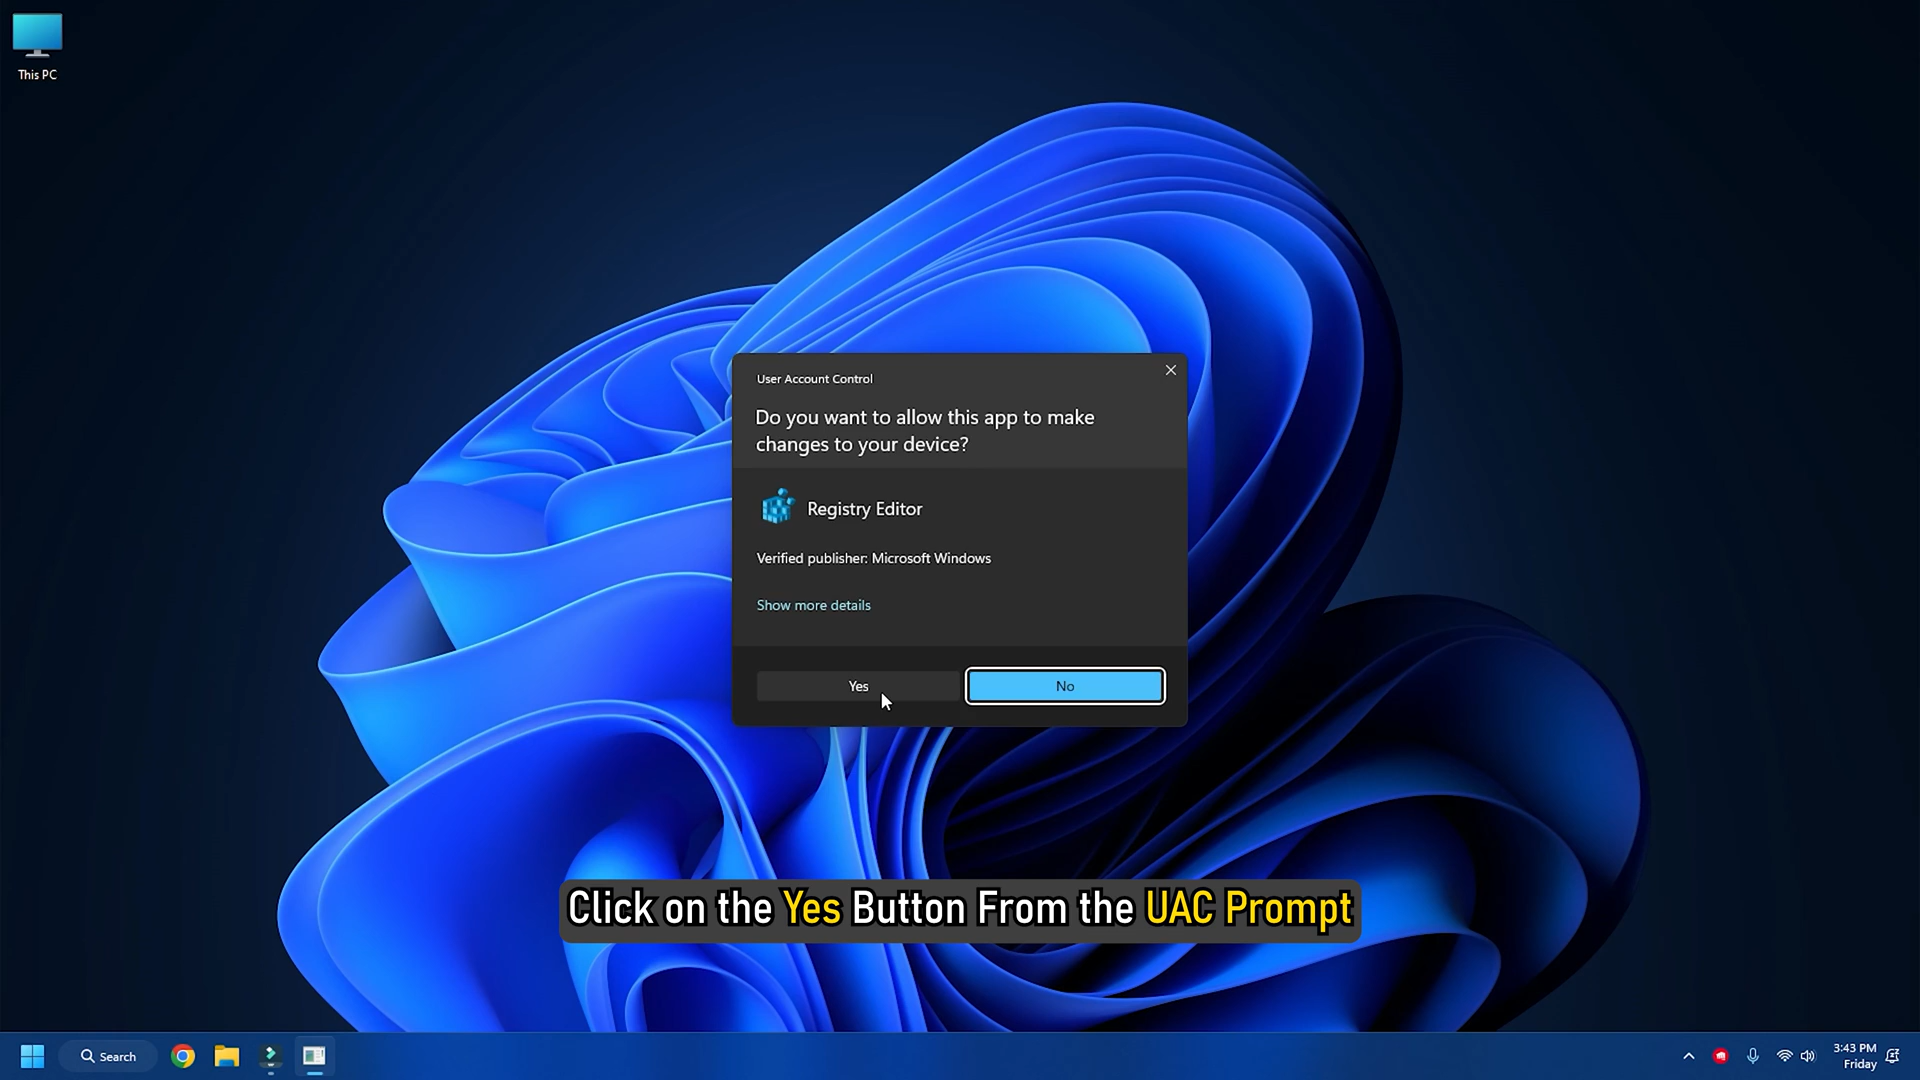 This PC
User Account Control
Do you want to allow this app to make
changes to your device?
Registry Editor
Verified publisher: Microsoft Windows
Show more details
Yes
No
Click on the Yes Button From the UAC Prompt
Search
3:43 PM
Friday